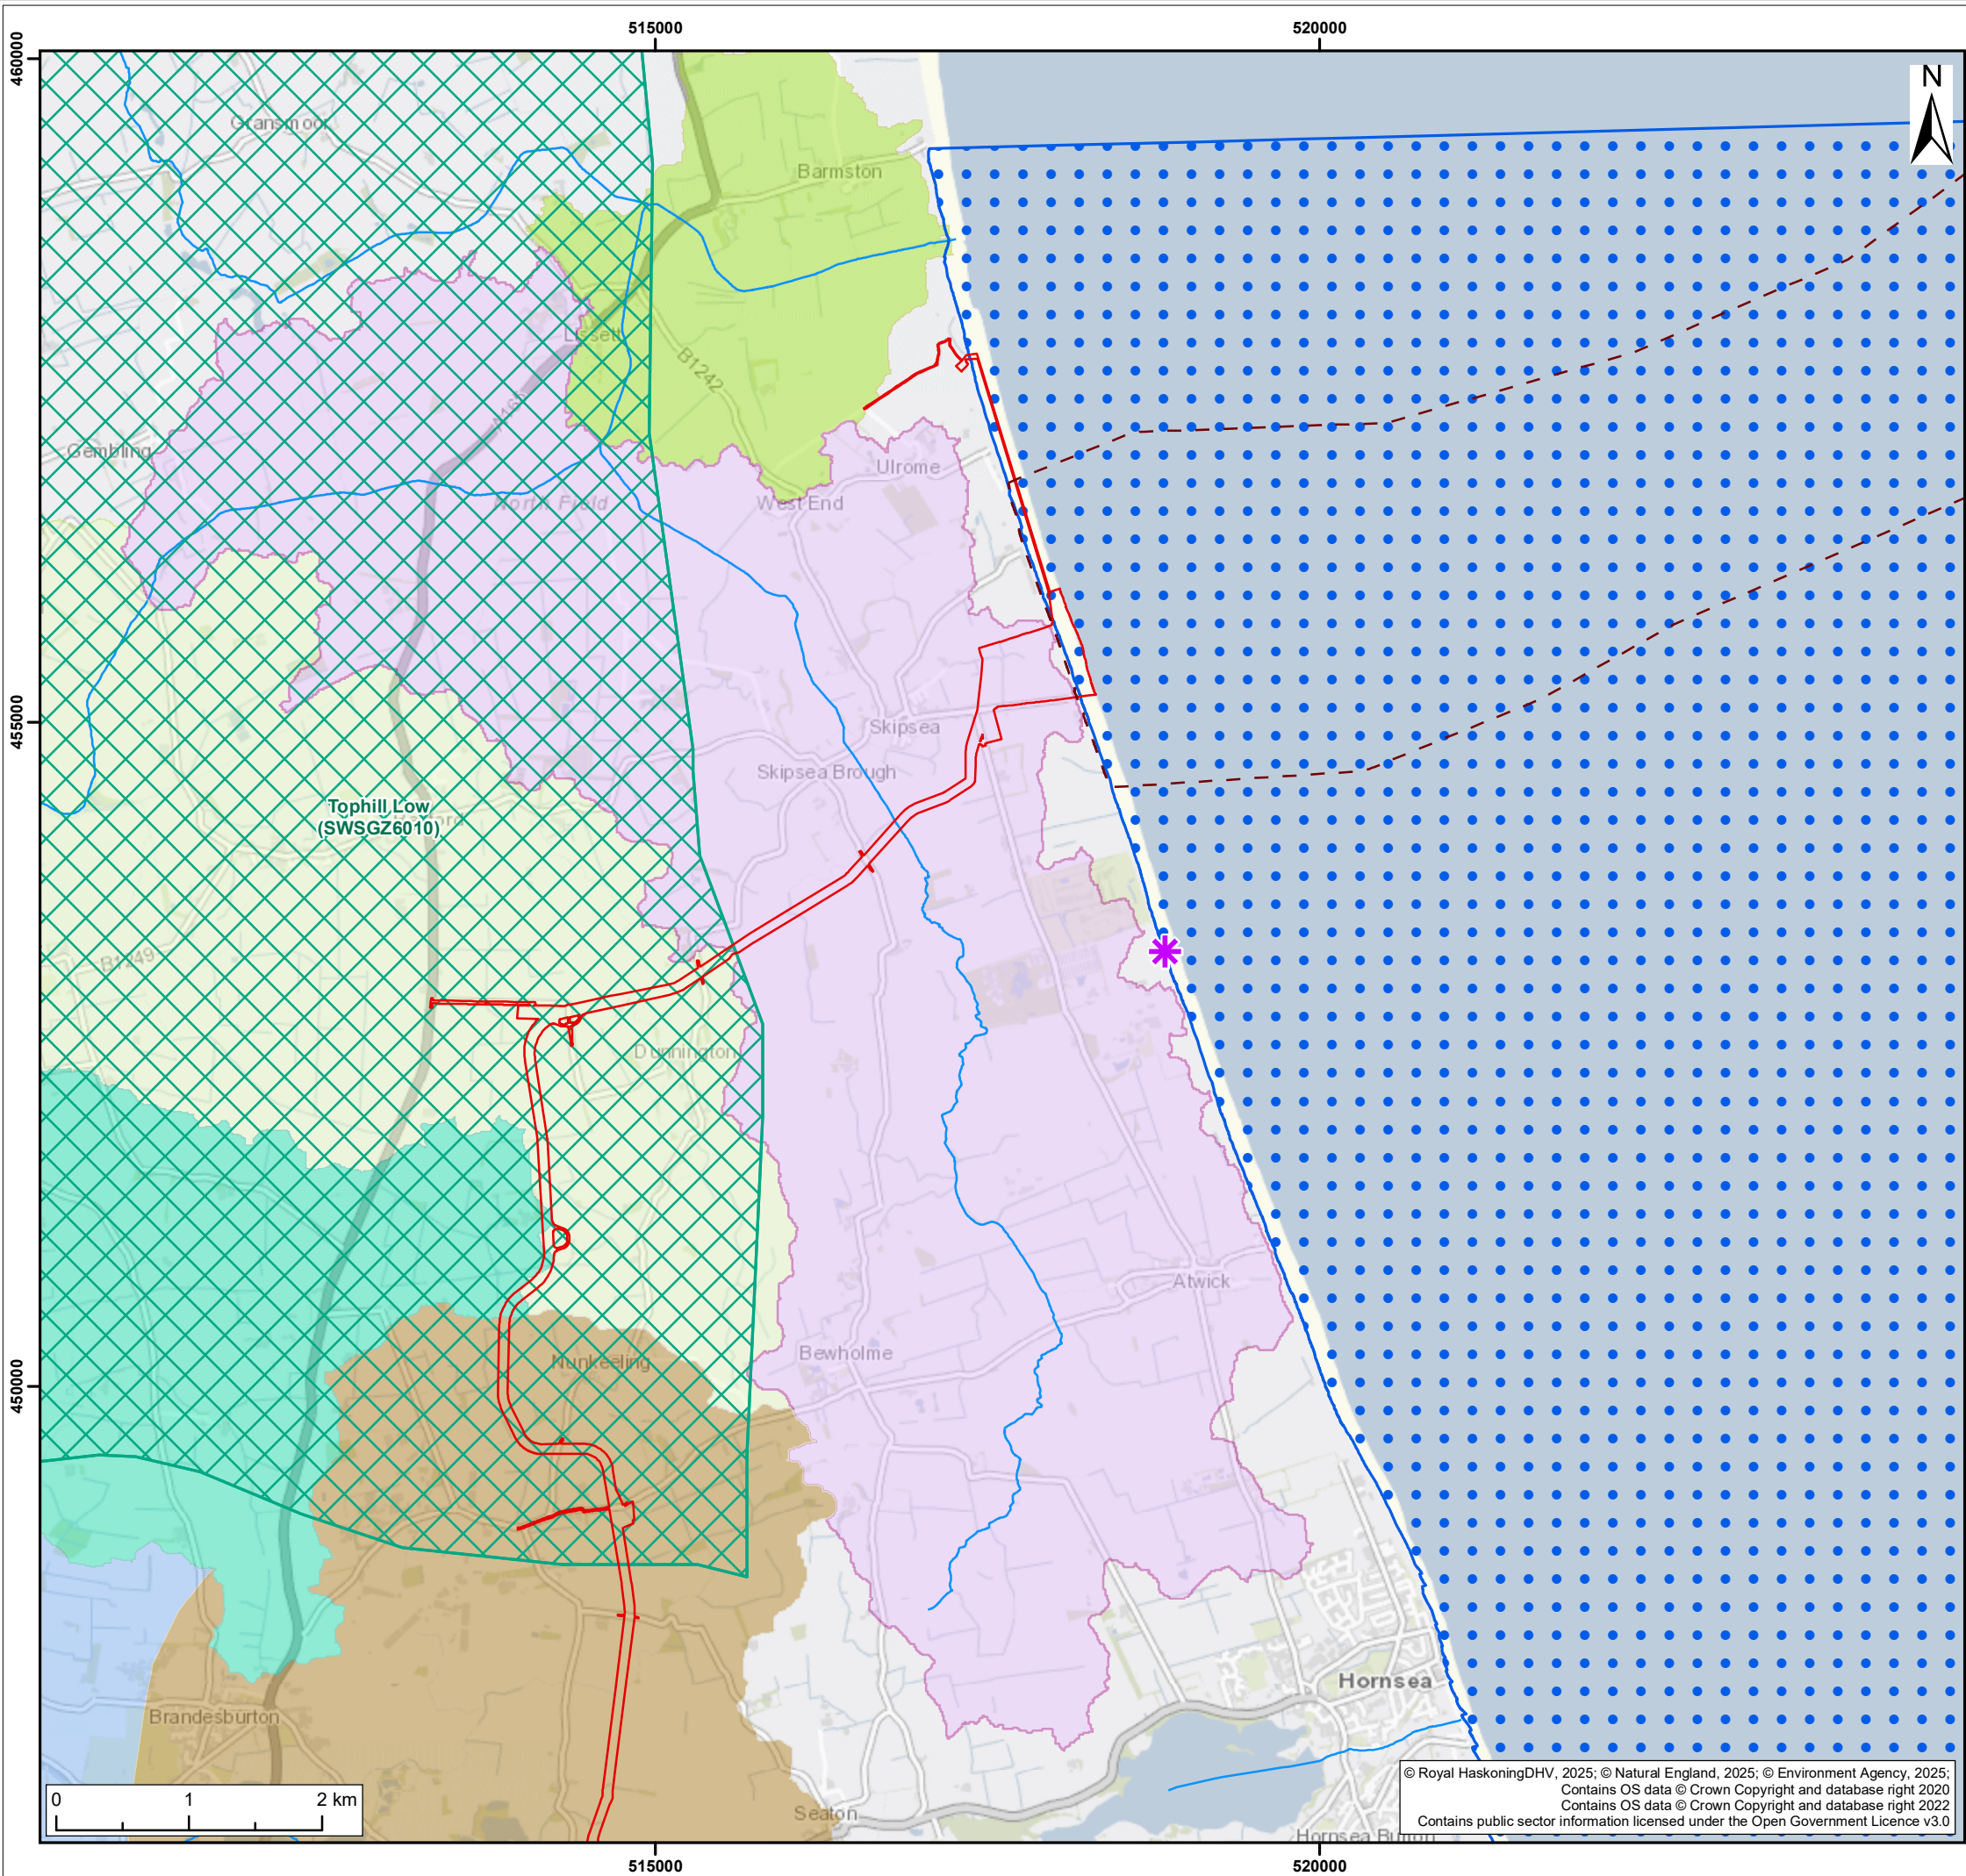 515000
520000
460000
N
Gransmoor
Barmston
Lissett
B1242
Gembling
Ulrome
North Field
West End
455000
Skipsea
Skipsea Brough
Tophill Low
(SWSGZ6010)
B1249
Dunnington
Atwick
450000
Bewholme
Nunkeeling
Hornsea
Brandesburton
Seaton
0 1 2 km
© Royal HaskoningDHV, 2025; © Natural England, 2025; © Environment Agency, 2025;
Contains OS data © Crown Copyright and database right 2020
Contains OS data © Crown Copyright and database right 2022
Contains public sector information licensed under the Open Government Licence v3.0
Hornsea Burton
515000
520000